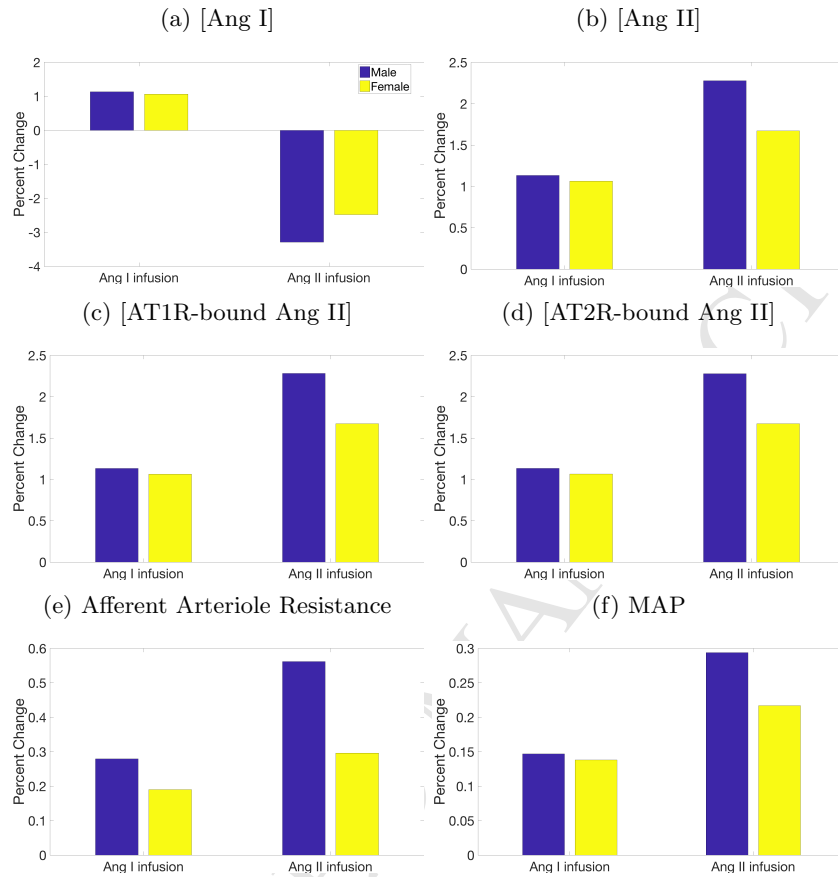 (a) [Ang I]
(b) [Ang II]
2
1
0
-1
-2
-3
-4
Percent Change
Male
Female
Ang I infusion
Ang II infusion
2.5
2
1.5
1
0.5
0
Percent Change
Ang I infusion
Ang II infusion
(c) [AT1R-bound Ang II]
(d) [AT2R-bound Ang II]
2.5
2
1.5
1
0.5
0
Percent Change
Ang I infusion
Ang II infusion
2.5
2
1.5
1
0.5
0
Percent Change
Ang I infusion
Ang II infusion
(e) Afferent Arteriole Resistance
(f) MAP
0.6
0.5
0.4
0.3
0.2
0.1
0
Percent Change
Ang I infusion
Ang II infusion
0.3
0.25
0.2
0.15
0.1
0.05
0
Percent Change
Ang I infusion
Ang II infusion